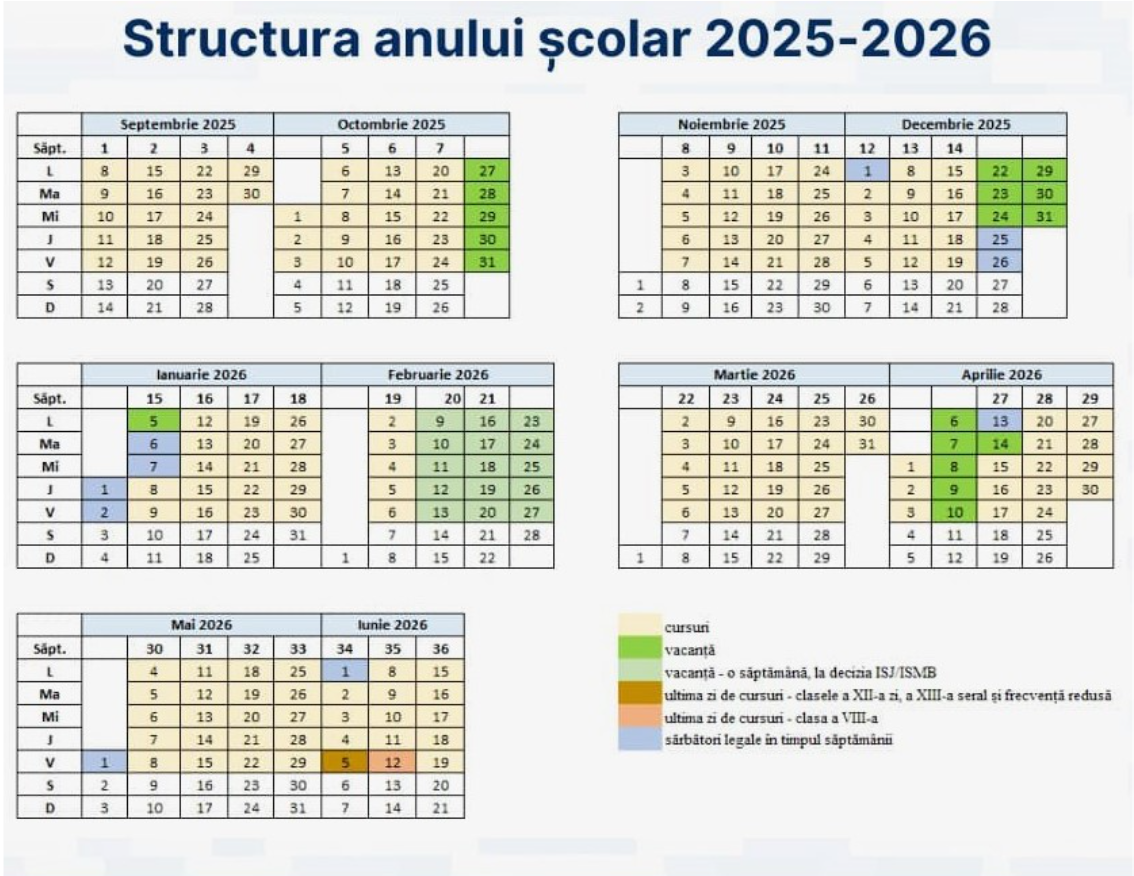 Structura anului școlar 2025-2026
Septembrie 2025 Octombrie 2025
Săpt. 1 2 3 4 5 6 7
L 8 15 22 29 6 13 20 27
Ma 9 16 23 30 7 14 21 28
Mi 10 17 24 1 8 15 22 29
J 11 18 25 2 9 16 23 30
V 12 19 26 3 10 17 24 31
S 13 20 27 4 11 18 25
D 14 21 28 5 12 19 26
Noiembrie 2025 Decembrie 2025
8 9 10 11 12 13 14
3 10 17 24 1 8 15 22 29
4 11 18 25 2 9 16 23 30
5 12 19 26 3 10 17 24 31
6 13 20 27 4 11 18 25
7 14 21 28 5 12 19 26
1 8 15 22 29 6 13 20 27
2 9 16 23 30 7 14 21 28
Ianuarie 2026 Februarie 2026
Săpt. 15 16 17 18 19 20 21
L 5 12 19 26 2 9 16 23
Ma 6 13 20 27 3 10 17 24
Mi 7 14 21 28 4 11 18 25
J 1 8 15 22 29 5 12 19 26
V 2 9 16 23 30 6 13 20 27
S 3 10 17 24 31 7 14 21 28
D 4 11 18 25 1 8 15 22
Martie 2026 Aprilie 2026
22 23 24 25 26 27 28 29
2 9 16 23 30 6 13 20 27
3 10 17 24 31 7 14 21 28
4 11 18 25 1 8 15 22 29
5 12 19 26 2 9 16 23 30
6 13 20 27 3 10 17 24
7 14 21 28 4 11 18 25
1 8 15 22 29 5 12 19 26
Mai 2026 Iunie 2026
Săpt. 30 31 32 33 34 35 36
L 4 11 18 25 1 8 15
Ma 5 12 19 26 2 9 16
Mi 6 13 20 27 3 10 17
J 7 14 21 28 4 11 18
V 1 8 15 22 29 5 12 19
S 2 9 16 23 30 6 13 20
D 3 10 17 24 31 7 14 21
cursuri
vacanță
vacanță - o săptămână, la decizia ISJ/ISMB
ultima zi de cursuri - clasele a XII-a zi, a XIII-a seral și frecvență redusă
ultima zi de cursuri - clasa a VIII-a
sărbători legale în timpul săptămânii